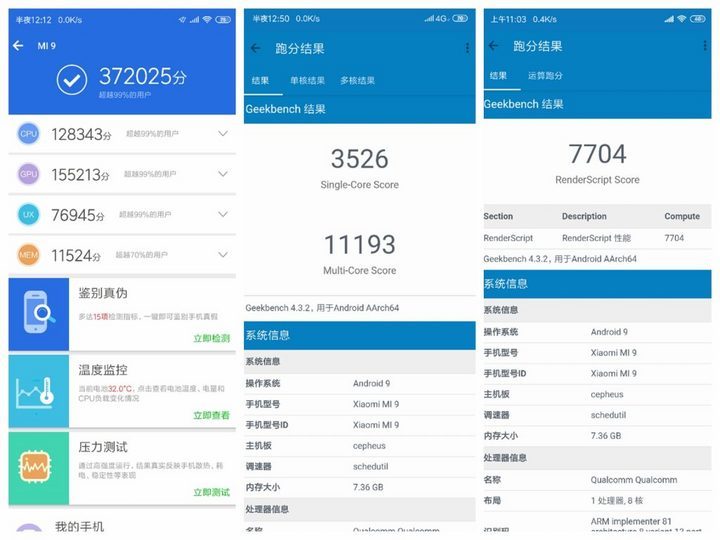 半夜12:12 0.0K/s
MI 9
372025分
超越99%的用户
CPU 128343分 超越99%的用户
GPU 155213分 超越99%的用户
UX 76945分 超越99%的用户
MEM 11524分 超越70%的用户
鉴别真伪
多达15项检测指标，一键即可鉴别手机真假
立即检测
温度监控
当前电池32.0℃，点击查看电池温度、电量和
CPU负载变化情况
立即查看
压力测试
通过高强度运行，结果真实反映手机散热、耗
电、稳定性等表现
立即测试
我的手机
半夜12:50 0.0K/s 4G
跑分结果
结果 单核结果 多核结果
Geekbench 结果
3526
Single-Core Score
11193
Multi-Core Score
Geekbench 4.3.2，用于Android AArch64
系统信息
系统信息
操作系统 Android 9
手机型号 Xiaomi MI 9
手机型号ID Xiaomi MI 9
主机板 cepheus
调速器 schedutil
内存大小 7.36 GB
处理器信息
名称 Qualcomm Qualcomm
上午11:03 0.4K/s
跑分结果
结果 运算跑分
Geekbench 结果
7704
RenderScript Score
Section Description Compute
RenderScript RenderScript 性能 7704
Geekbench 4.3.2，用于Android AArch64
系统信息
系统信息
操作系统 Android 9
手机型号 Xiaomi MI 9
手机型号ID Xiaomi MI 9
主机板 cepheus
调速器 schedutil
内存大小 7.36 GB
处理器信息
名称 Qualcomm Qualcomm
布局 1 处理器, 8 核
识别码 ARM implementer 81
architecture 8 variant 13 part